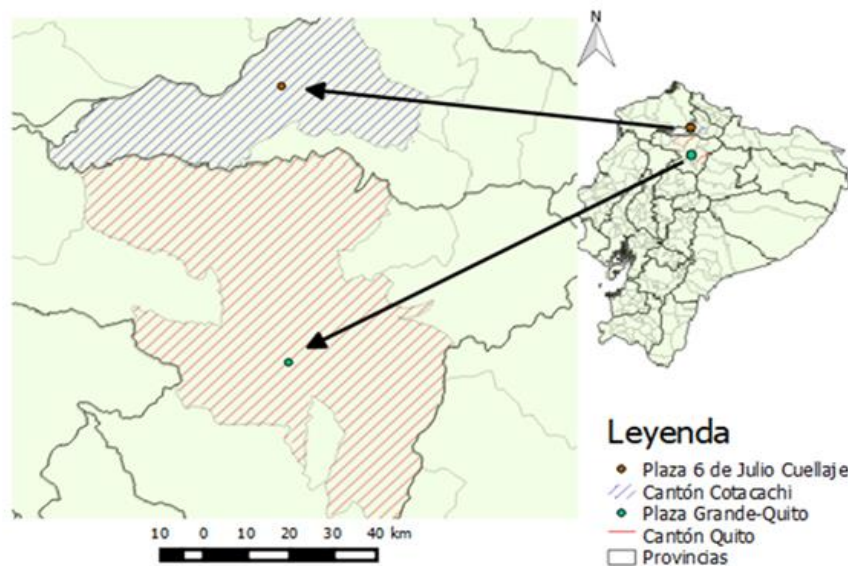 N
Leyenda
Plaza 6 de Julio Cuellaje
Cantón Cotacachi
Plaza Grande-Quito
Cantón Quito
Provincias
10 0 10 20 30 40 km